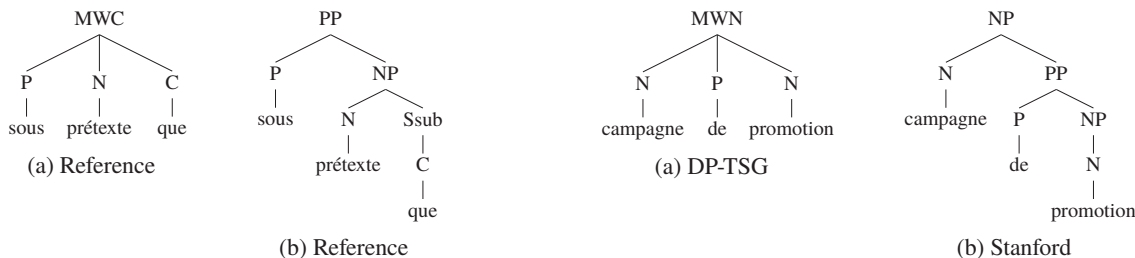 MWC
P N C
sous prétexte que
(a) Reference
PP
P NP
sous N Ssub
prétexte C
que
(b) Reference
MWN
N P N
campagne de promotion
(a) DP-TSG
NP
N PP
campagne P NP
de N
promotion
(b) Stanford